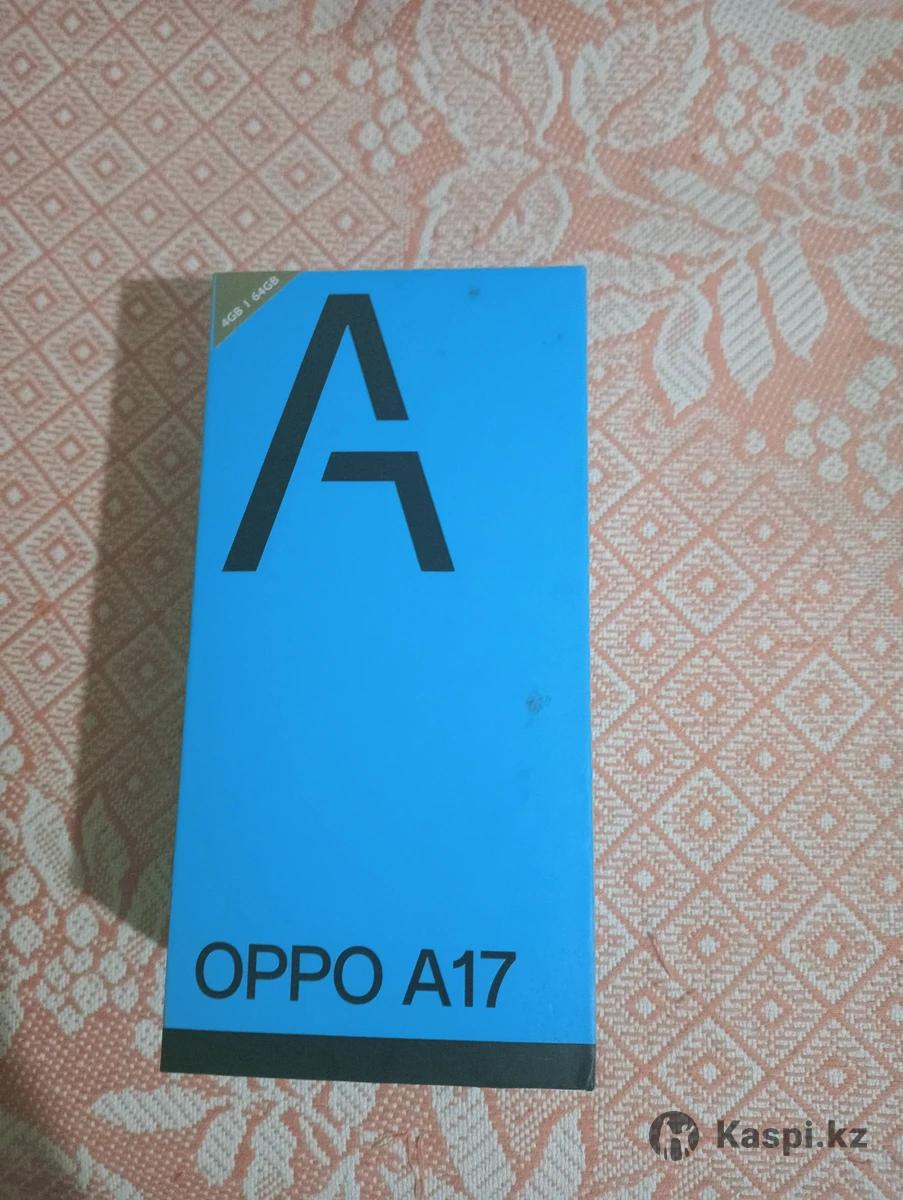 4GB | 64GB
A
OPPO A17
Kaspi.kz